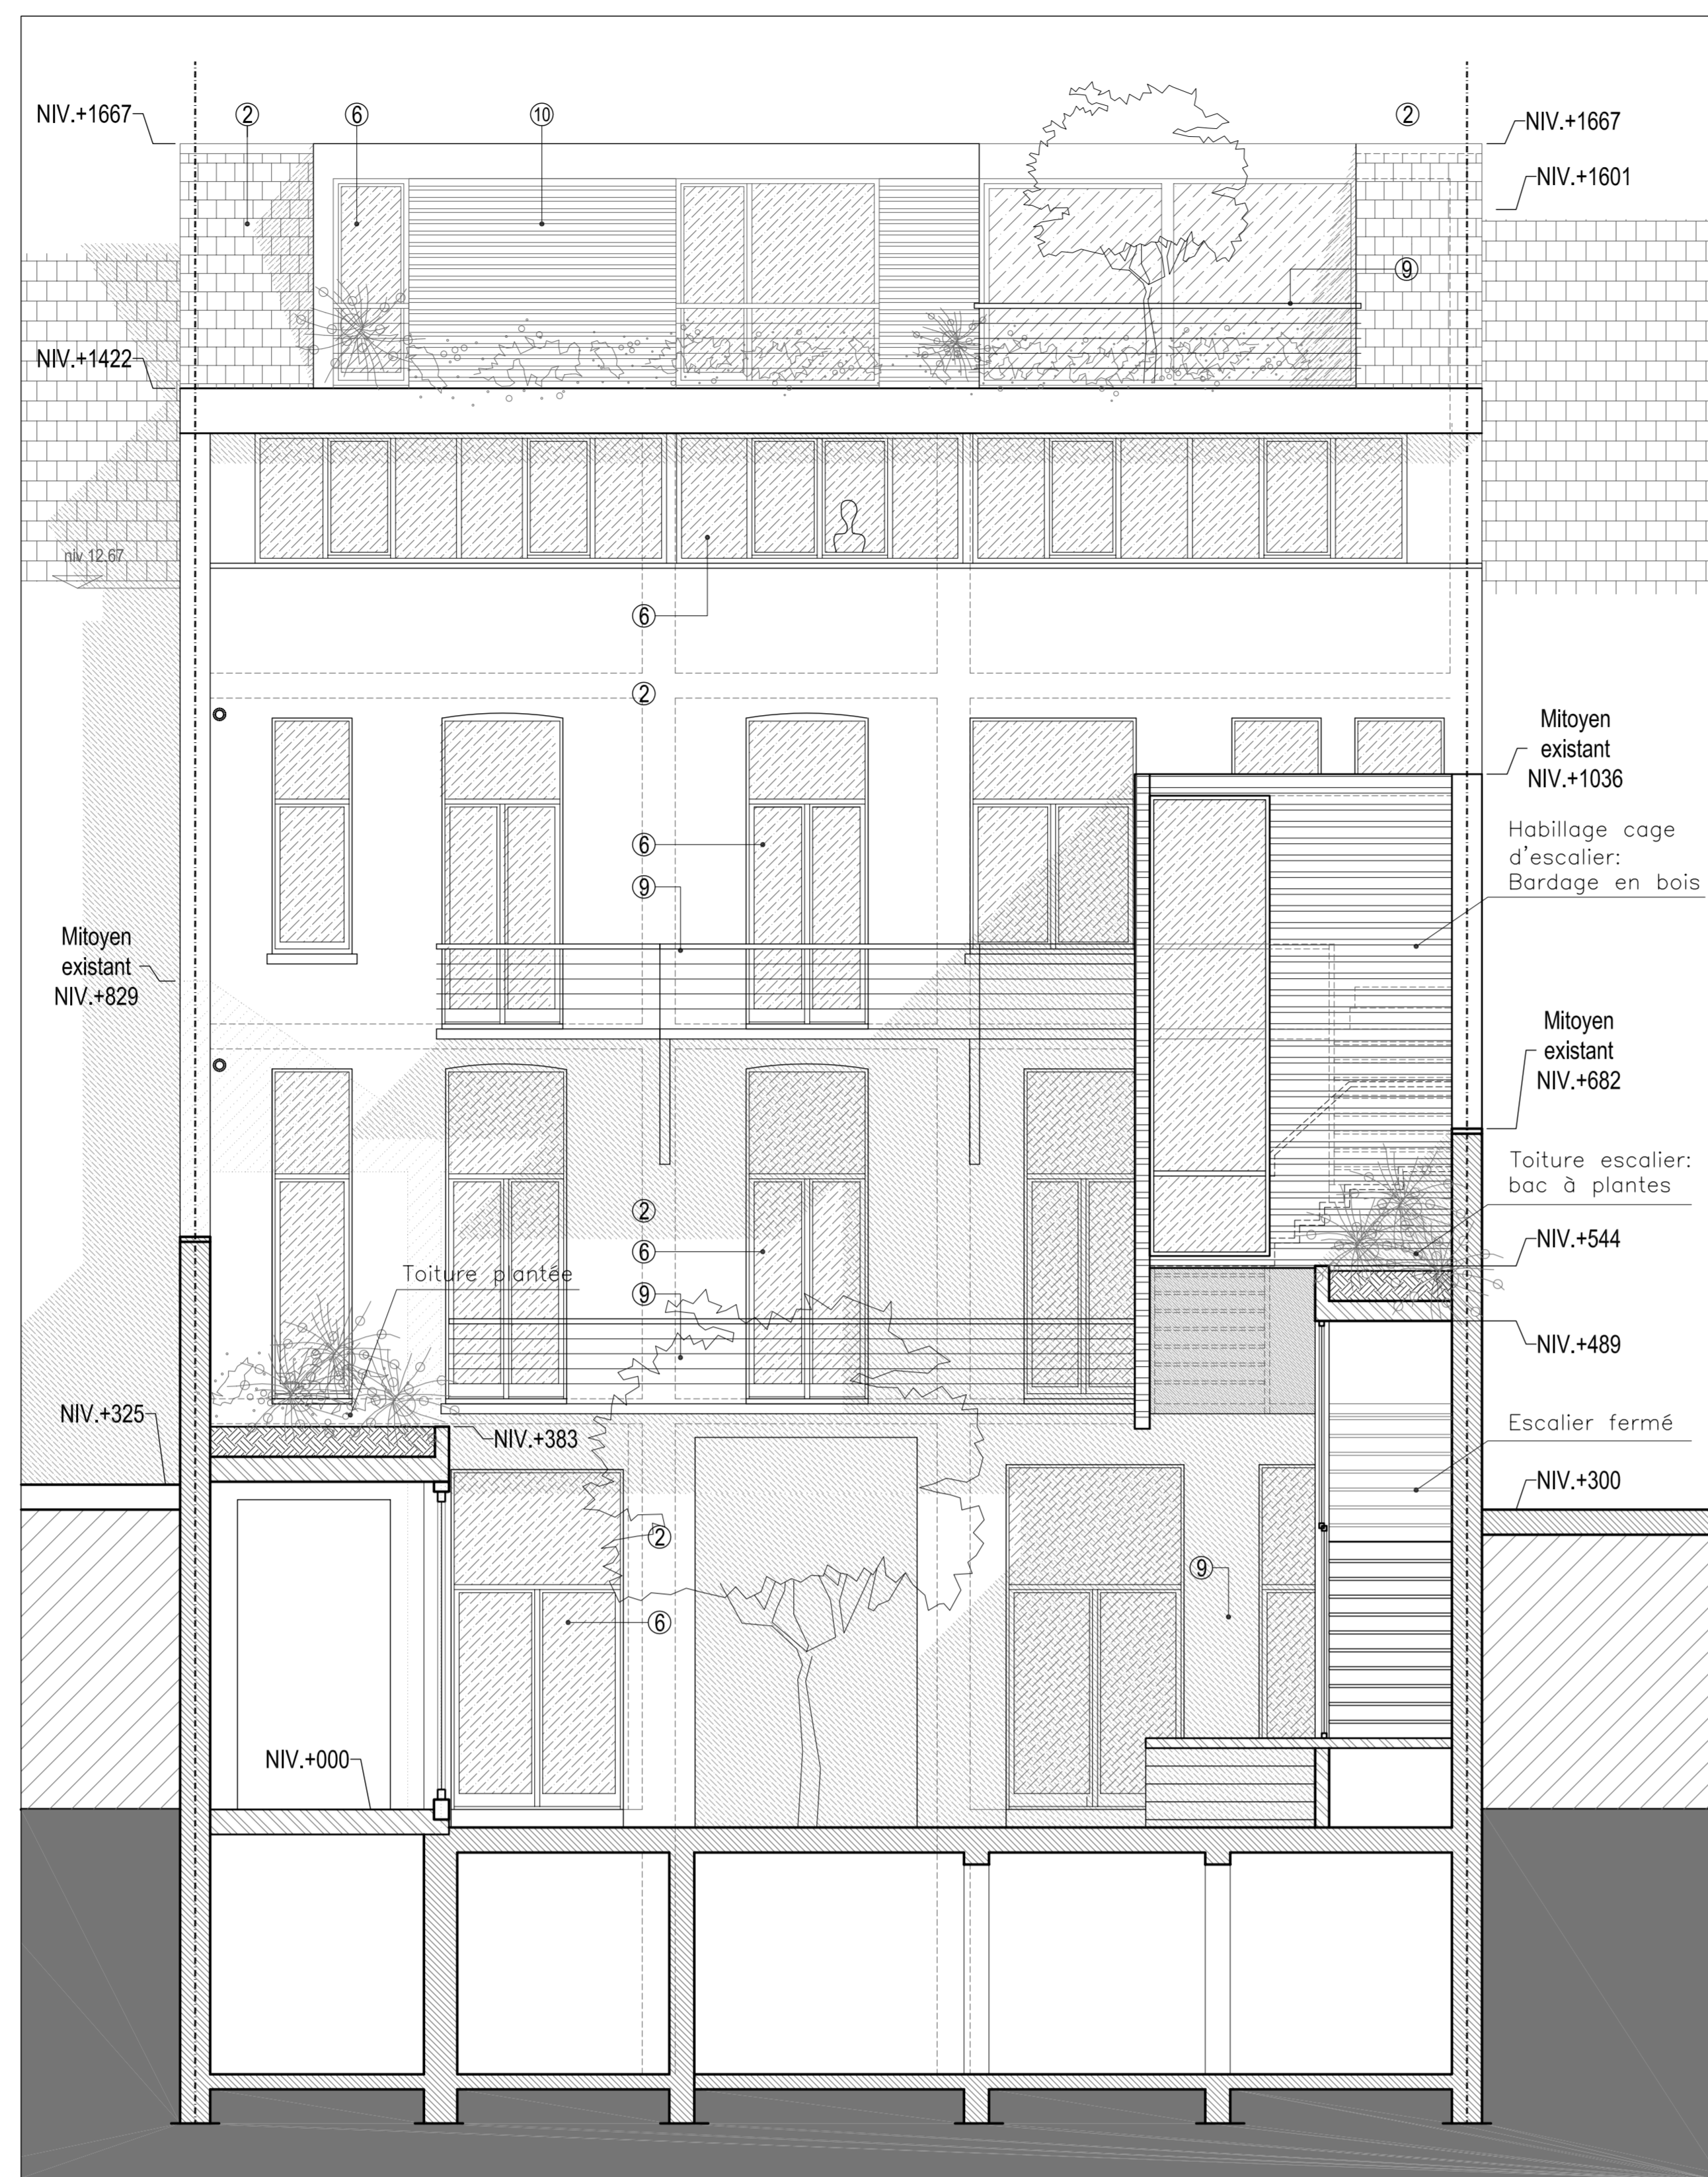 NIV.+1667
②
⑥
⑩
②
NIV.+1667
NIV.+1601
⑨
NIV.+1422
niv 12.67
⑥
②
Mitoyen
existant
NIV.+1036
Habillage cage
d'escalier:
Bardage en bois
⑥
⑨
Mitoyen
existant
NIV.+829
Mitoyen
existant
NIV.+682
Toiture escalier:
bac à plantes
②
NIV.+544
⑥
Toiture plantée
⑨
NIV.+489
NIV.+325
NIV.+383
Escalier fermé
NIV.+300
②
⑨
⑥
NIV.+000